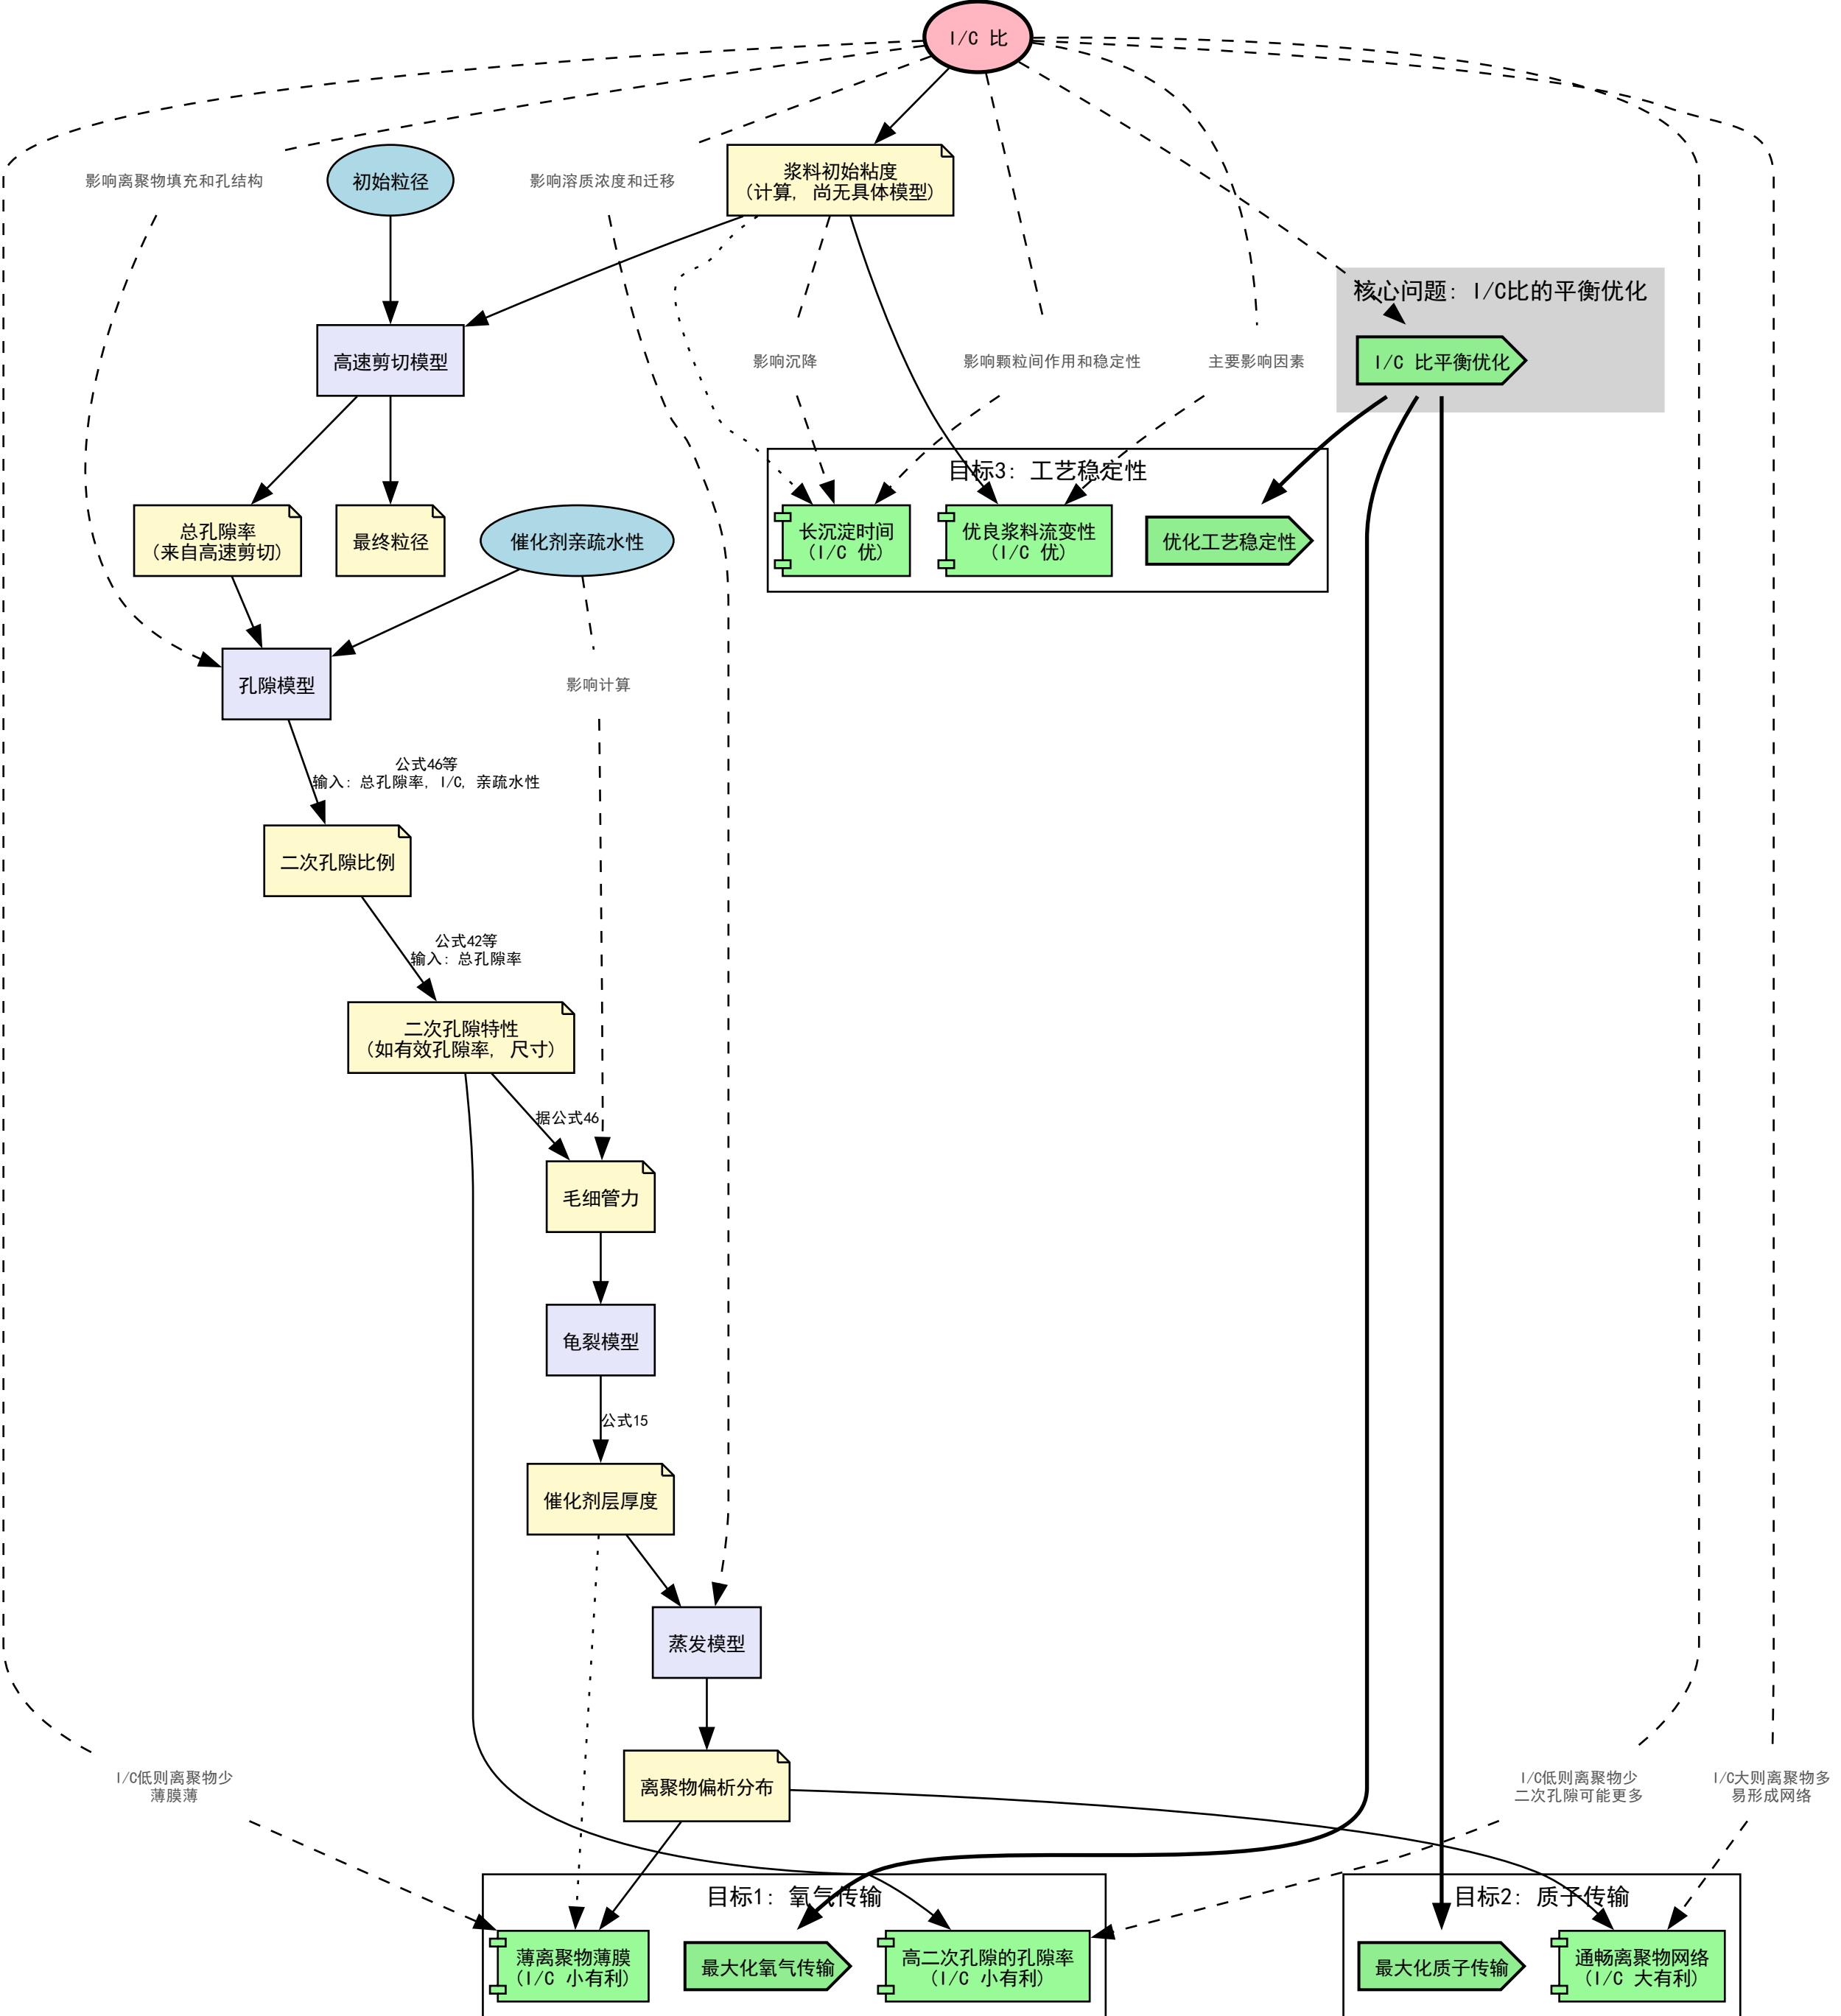 I/C 比
影响离聚物填充和孔结构
初始粒径
影响溶质浓度和迁移
浆料初始粘度
(计算, 尚无具体模型)
核心问题: I/C比的平衡优化
高速剪切模型
影响沉降
影响颗粒间作用和稳定性
主要影响因素
I/C 比平衡优化
目标3: 工艺稳定性
总孔隙率
(来自高速剪切)
最终粒径
催化剂亲疏水性
长沉淀时间
(I/C 优)
优良浆料流变性
(I/C 优)
优化工艺稳定性
孔隙模型
影响计算
公式46等
输入: 总孔隙率, I/C, 亲疏水性
二次孔隙比例
公式42等
输入: 总孔隙率
二次孔隙特性
(如有效孔隙率, 尺寸)
据公式46
毛细管力
龟裂模型
公式15
催化剂层厚度
蒸发模型
I/C低则离聚物少
薄膜薄
离聚物偏析分布
I/C低则离聚物少
二次孔隙可能更多
I/C大则离聚物多
易形成网络
目标1: 氧气传输
目标2: 质子传输
薄离聚物薄膜
(I/C 小有利)
最大化氧气传输
高二次孔隙的孔隙率
(I/C 小有利)
最大化质子传输
通畅离聚物网络
(I/C 大有利)